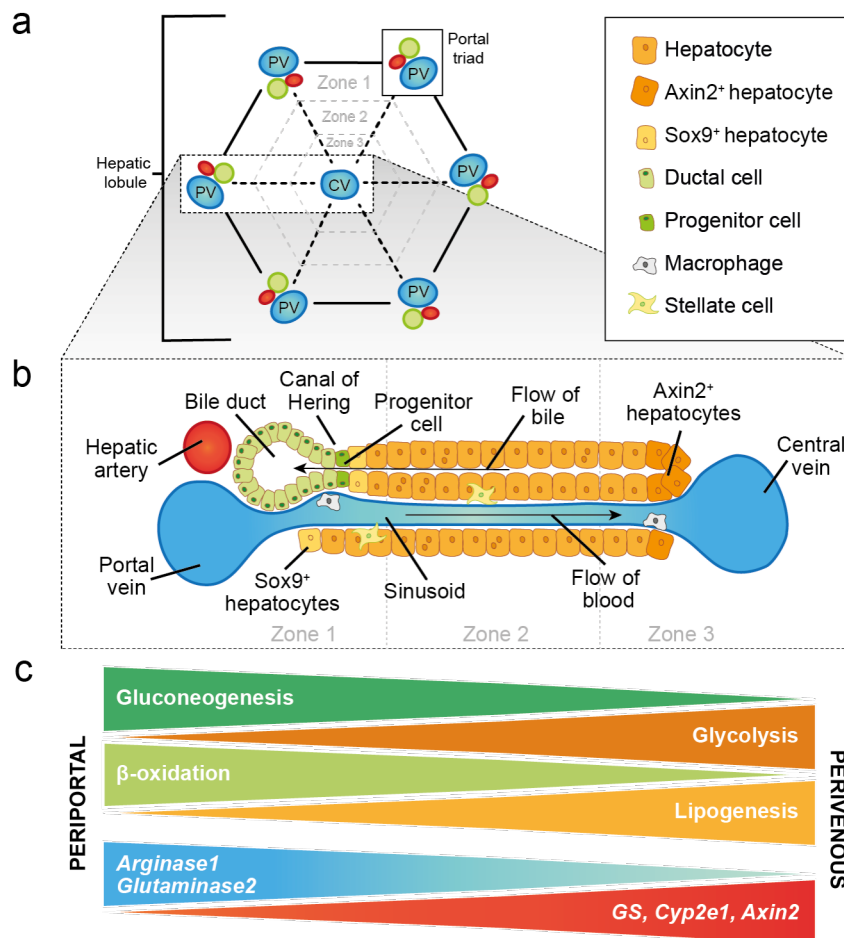 a
Hepatic
lobule
PV
PV
PV
PV
PV
PV
CV
Zone 1
Zone 2
Zone 3
Portal
triad
Hepatocyte
Axin2⁺ hepatocyte
Sox9⁺ hepatocyte
Ductal cell
Progenitor cell
Macrophage
Stellate cell
b
Hepatic
artery
Bile duct
Canal of
Hering
Progenitor
cell
Flow of
bile
Axin2⁺
hepatocytes
Central
vein
Portal
vein
Sox9⁺
hepatocytes
Sinusoid
Flow of
blood
Zone 1
Zone 2
Zone 3
c
PERIPORTAL
Gluconeogenesis
Glycolysis
β-oxidation
Lipogenesis
Arginase1
Glutaminase2
GS, Cyp2e1, Axin2
PERIVENOUS